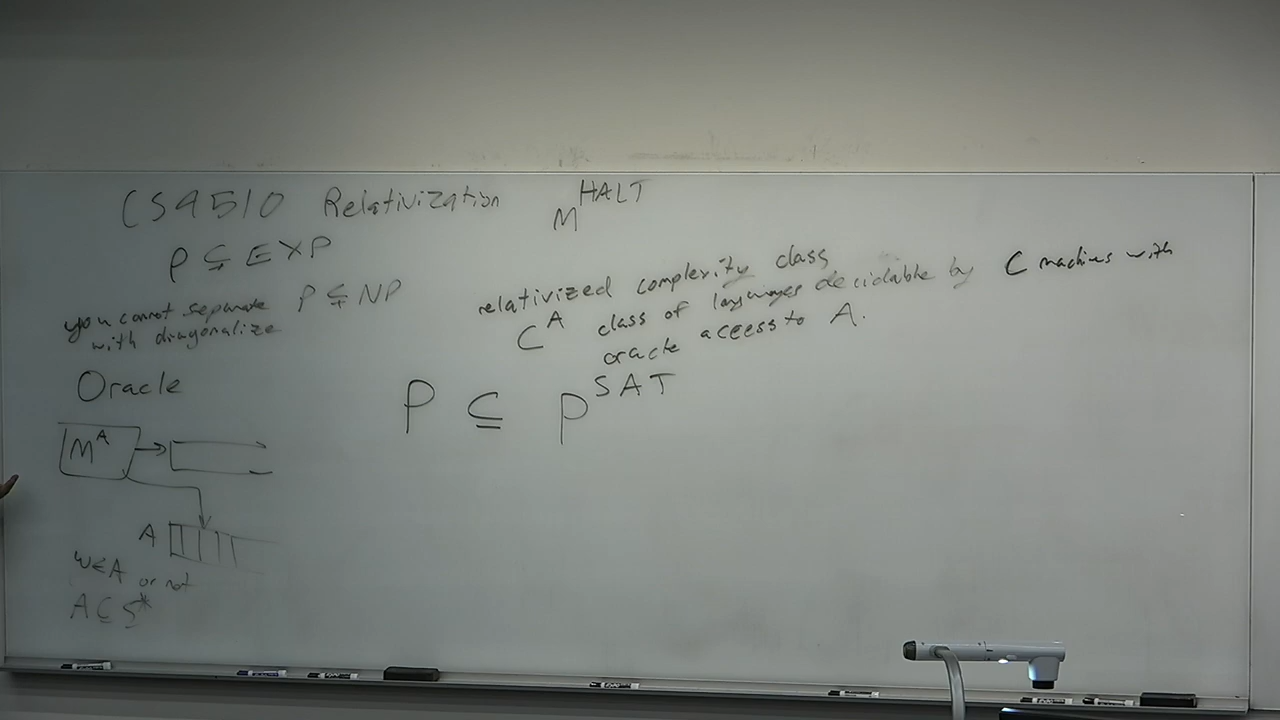 CS4510 Relativization
M^HALT
P ⊊ EXP
P ⊊ NP
you cannot separate
with diagonalize
relativized complexity class
C^A class of languages decidable by C machines with
oracle access to A.
Oracle
P ⊆ P^SAT
M^A
A
w∈A or not
A ⊆ Σ*